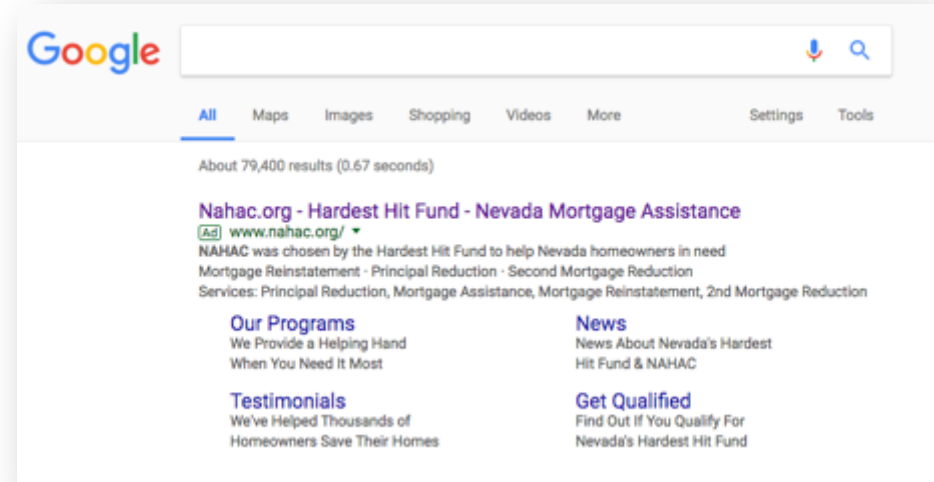 Google
All Maps Images Shopping Videos More Settings Tools
About 79,400 results (0.67 seconds)
Nahac.org - Hardest Hit Fund - Nevada Mortgage Assistance
Ad www.nahac.org/
NAHAC was chosen by the Hardest Hit Fund to help Nevada homeowners in need
Mortgage Reinstatement · Principal Reduction · Second Mortgage Reduction
Services: Principal Reduction, Mortgage Assistance, Mortgage Reinstatement, 2nd Mortgage Reduction
Our Programs
We Provide a Helping Hand
When You Need It Most
News
News About Nevada's Hardest
Hit Fund & NAHAC
Testimonials
We've Helped Thousands of
Homeowners Save Their Homes
Get Qualified
Find Out If You Qualify For
Nevada's Hardest Hit Fund